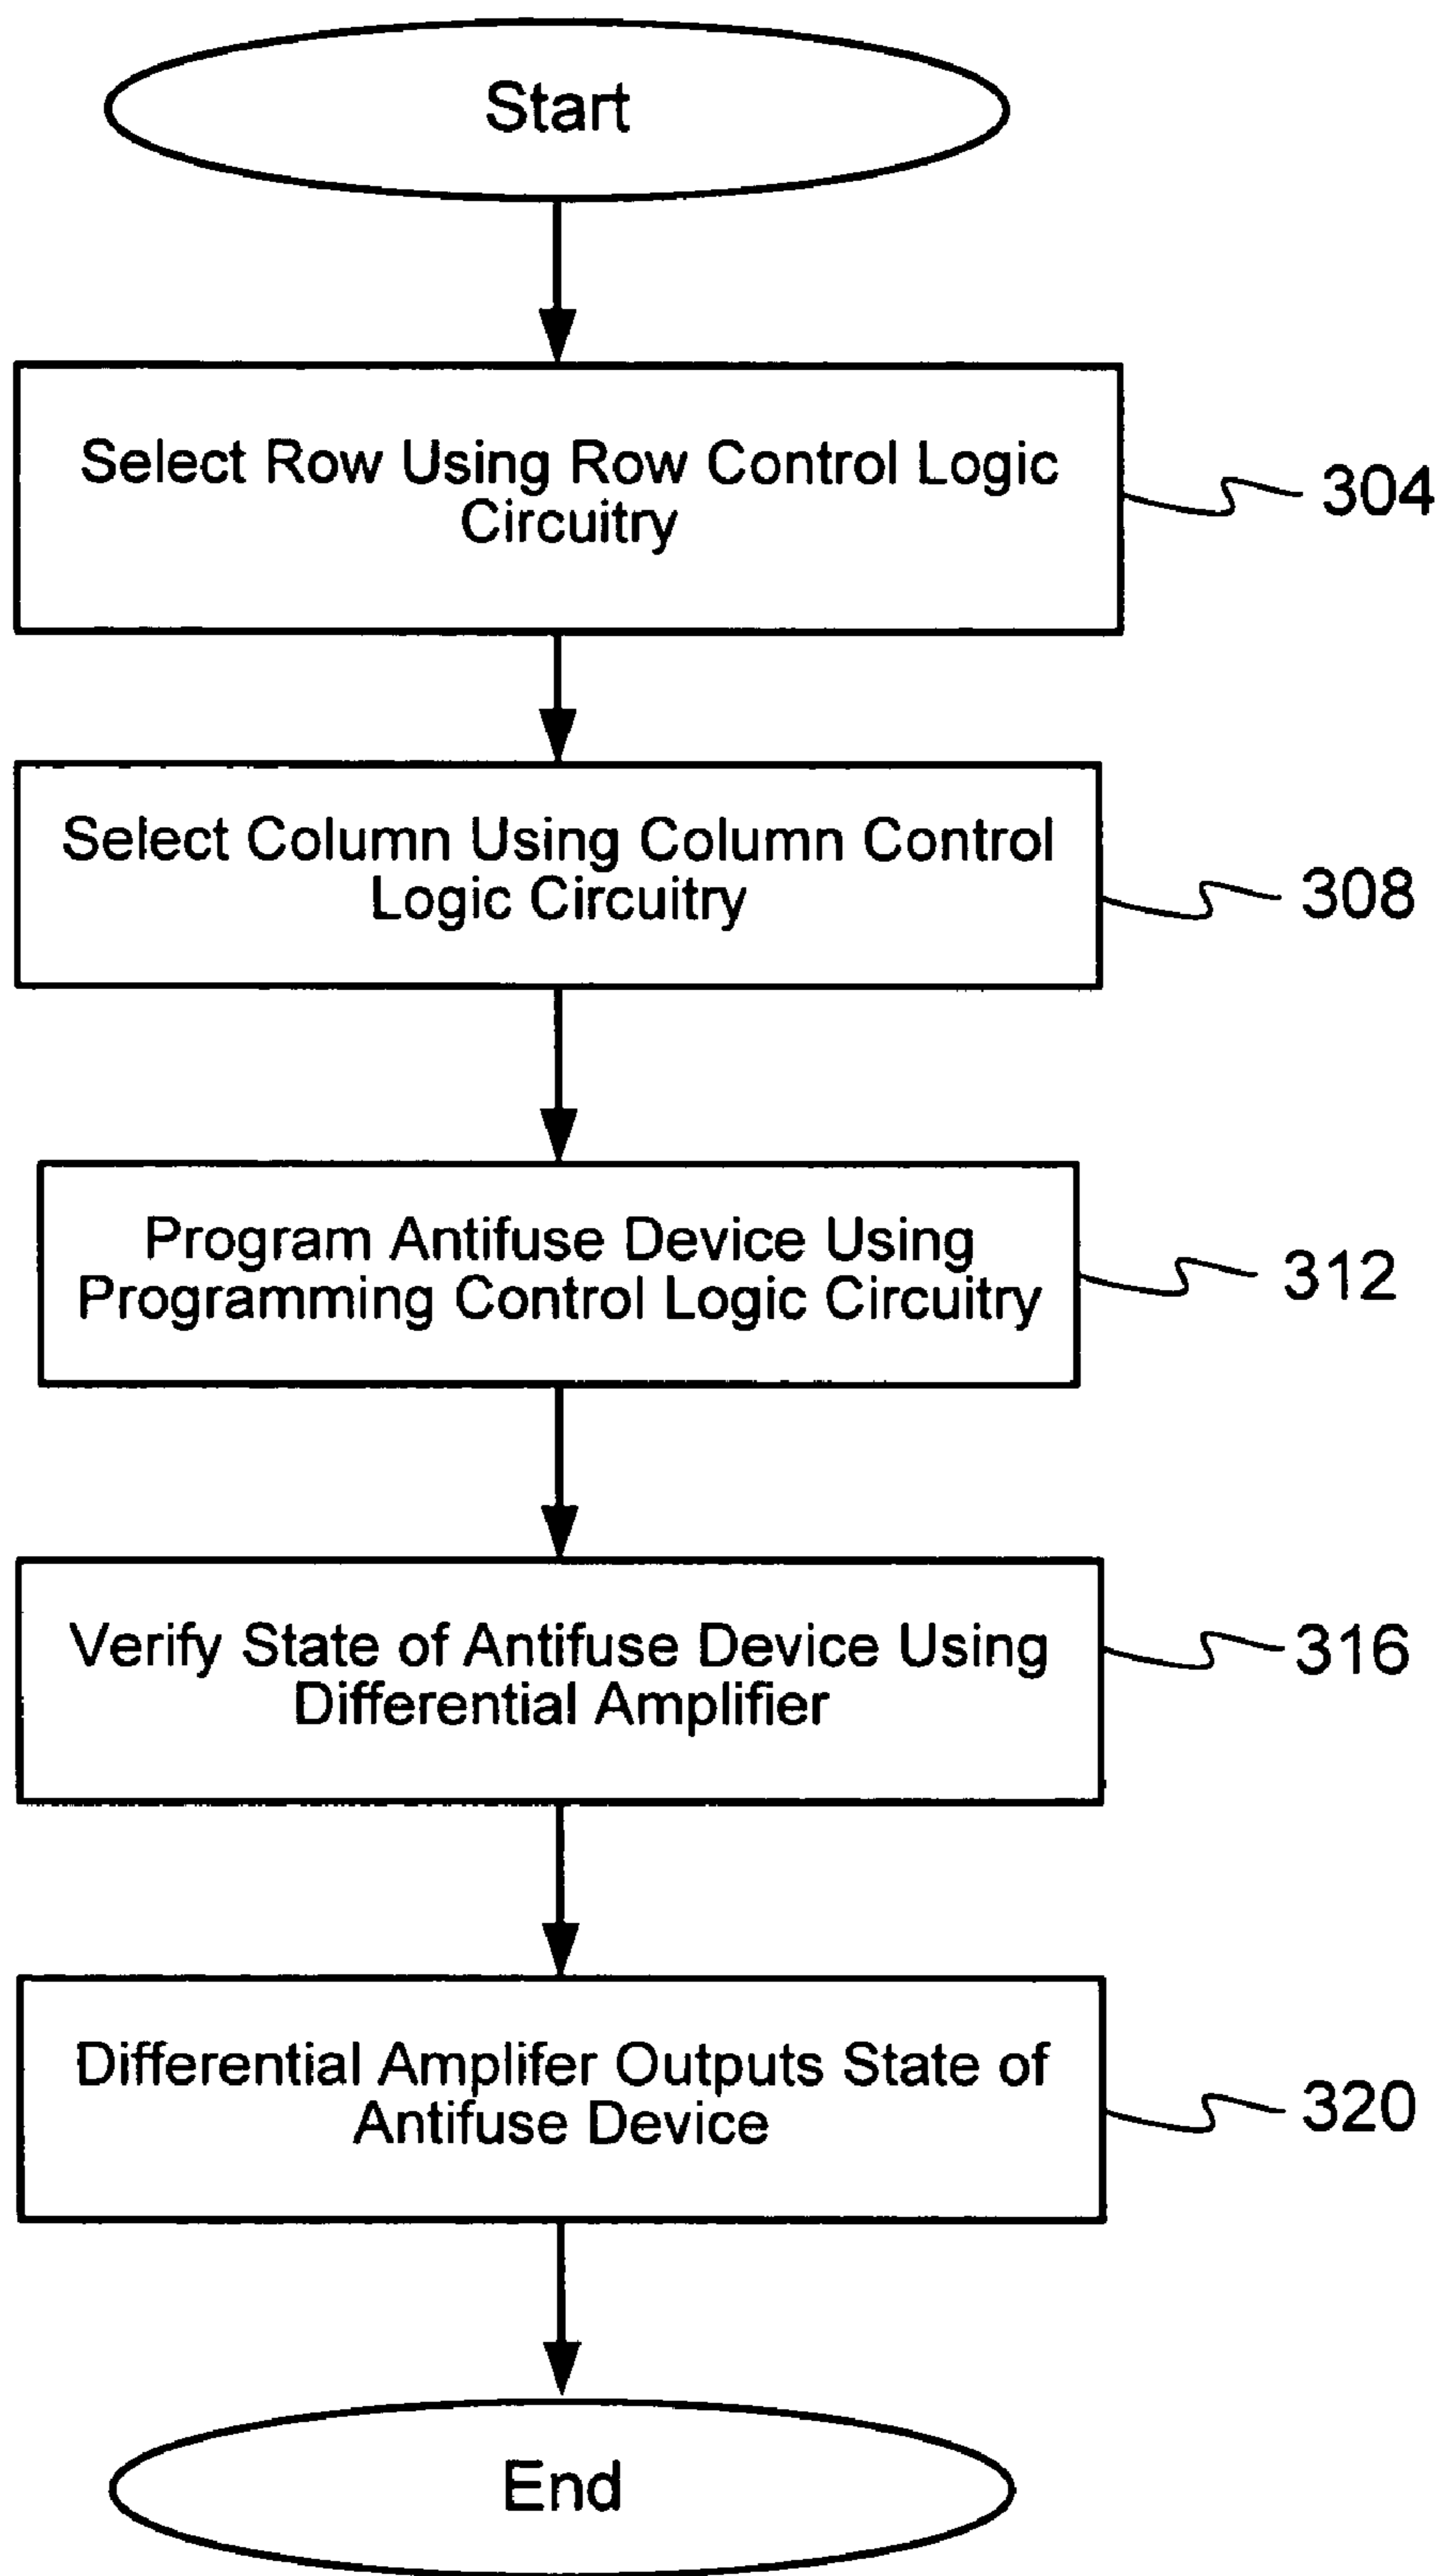 Start
Select Row Using Row Control Logic
Circuitry
304
Select Column Using Column Control
Logic Circuitry
308
Program Antifuse Device Using
Programming Control Logic Circuitry
312
Verify State of Antifuse Device Using
Differential Amplifier
316
Differential Amplifer Outputs State of
Antifuse Device
320
End